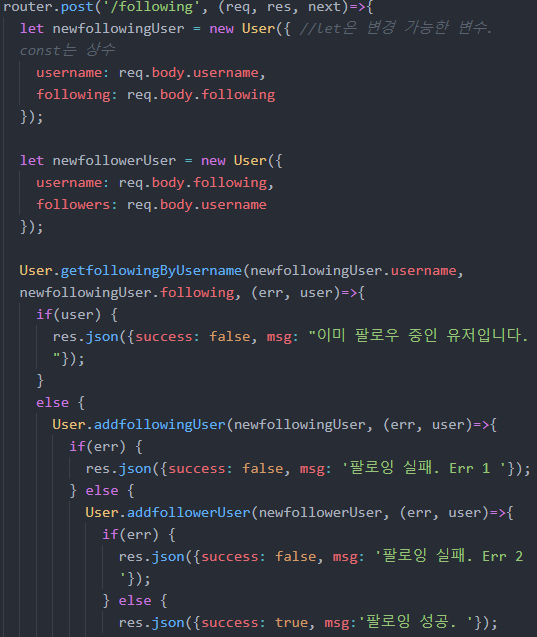 router.post('/following', (req, res, next)=>{
let newfollowingUser = new User({ //let은 변경 가능한 변수.
const는 상수
username: req.body.username,
following: req.body.following
});
let newfollowerUser = new User({
username: req.body.following,
followers: req.body.username
});
User.getfollowingByUsername(newfollowingUser.username,
newfollowingUser.following, (err, user)=>{
if(user) {
res.json({success: false, msg: "이미 팔로우 중인 유저입니다.
"});
}
else {
User.addfollowingUser(newfollowingUser, (err, user)=>{
if(err) {
res.json({success: false, msg: '팔로잉 실패. Err 1 '});
} else {
User.addfollowerUser(newfollowerUser, (err, user)=>{
if(err) {
res.json({success: false, msg: '팔로잉 실패. Err 2
'});
} else {
res.json({success: true, msg:'팔로잉 성공. '});